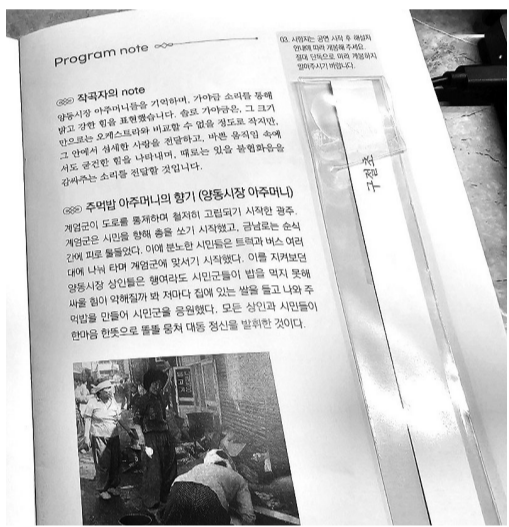 Program note
03. 시향지는 공연 시작 후 해설자
안내에 따라 개봉해 주세요.
절대 단독으로 미리 개봉하지
말아주시기 바랍니다.
작곡자의 note
양동시장 아주머니들을 기억하며, 가야금 소리를 통해
밝고 강한 힘을 표현했습니다. 솔로 가야금은, 그 크기
만으로는 오케스트라와 비교할 수 없을 정도로 작지만,
그 안에서 섬세한 사랑을 전달하고, 바쁜 움직임 속에
서도 굳건한 힘을 나타내며, 때로는 있을 불협화음을
감싸주는 소리를 전달할 것입니다.
주먹밥 아주머니의 향기 (양동시장 아주머니)
계엄군이 도로를 통제하며 철저히 고립되기 시작한 광주.
계엄군은 시민을 향해 총을 쏘기 시작했고, 금남로는 순식
간에 피로 물들었다. 이에 분노한 시민들은 트럭과 버스 여러
대에 나눠 타며 계엄군에 맞서기 시작했다. 이를 지켜보던
양동시장 상인들은 행여라도 시민군들이 밥을 먹지 못해
싸울 힘이 약해질까 봐 저마다 집에 있는 쌀을 들고 나와 주
먹밥을 만들어 시민군을 응원했다. 모든 상인과 시민들이
한마음 한뜻으로 똘똘 뭉쳐 대동 정신을 발휘한 것이다.
구절초